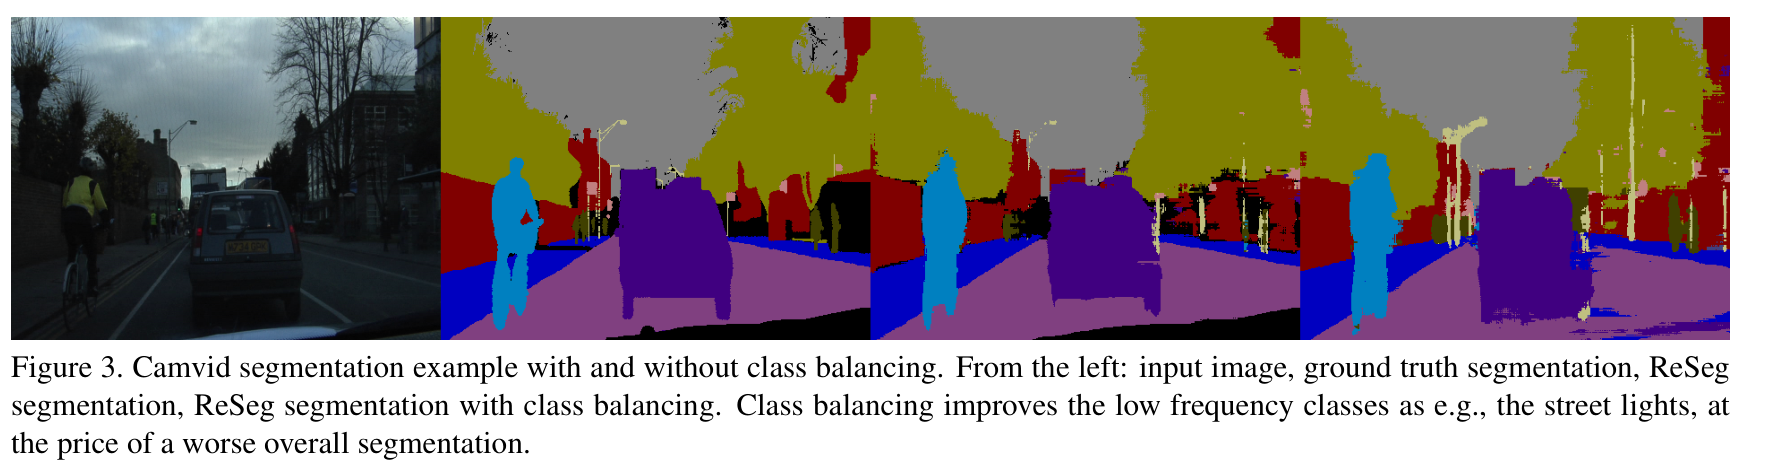 Figure 3. Camvid segmentation example with and without class balancing. From the left: input image, ground truth segmentation, ReSeg
segmentation, ReSeg segmentation with class balancing. Class balancing improves the low frequency classes as e.g., the street lights, at
the price of a worse overall segmentation.